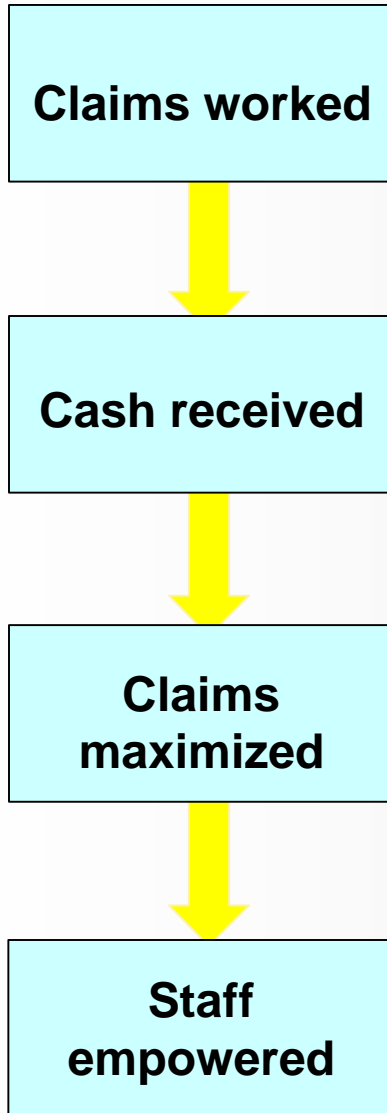 Claims worked
Cash received
Claims
maximized
Staff
empowered